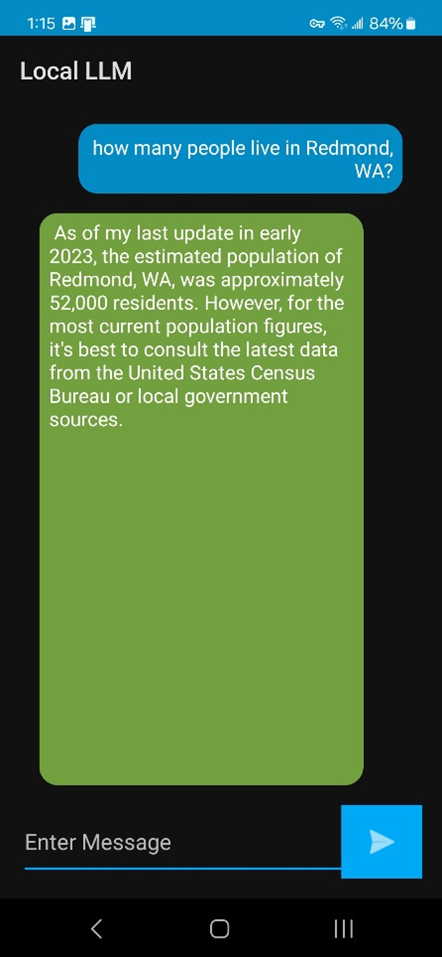 1:15 84%
Local LLM
how many people live in Redmond,
WA?
As of my last update in early
2023, the estimated population of
Redmond, WA, was approximately
52,000 residents. However, for the
most current population figures,
it's best to consult the latest data
from the United States Census
Bureau or local government
sources.
Enter Message